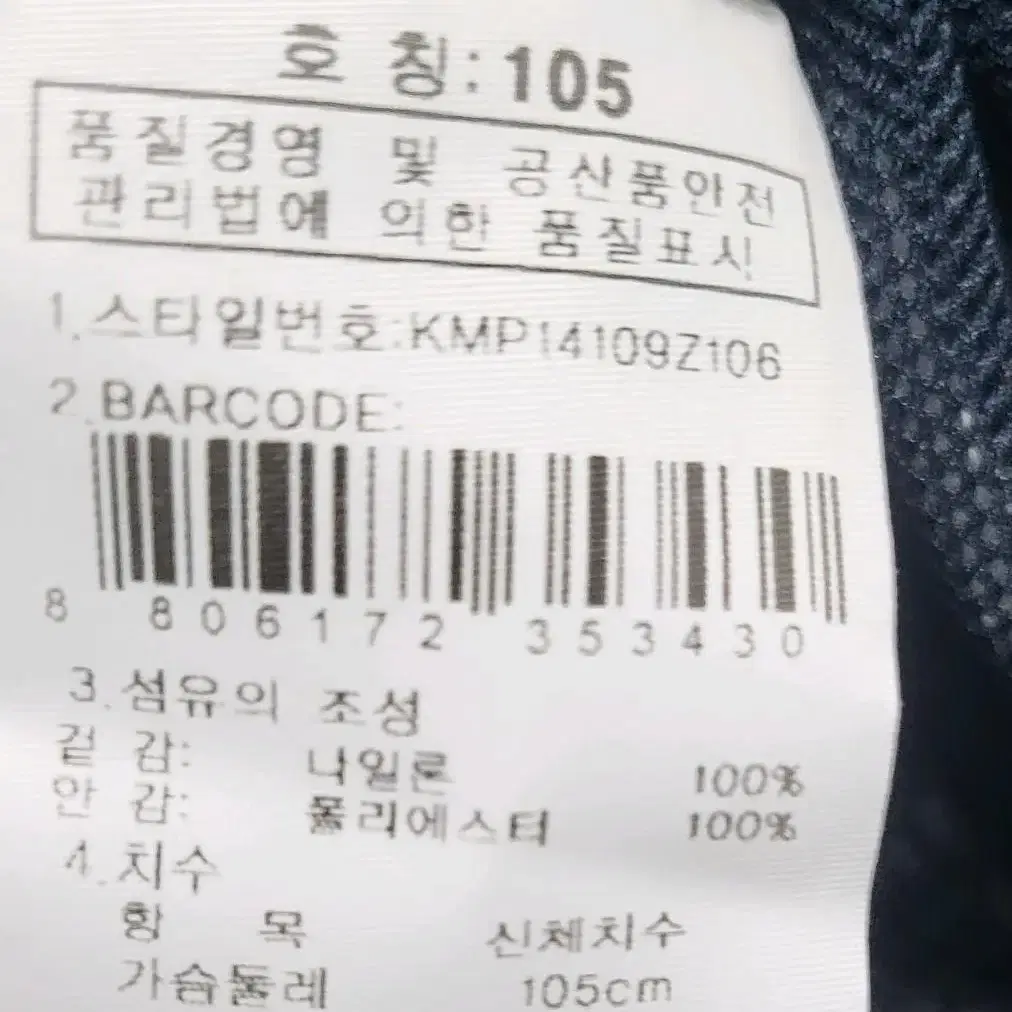 호 칭:105
품질경영 및 공산품안전
관리법에 의한 품질표시
1.스타일번호:KMP14109Z106
2.BARCODE:
8 806172 353430
3.섬유의 조성
겉 감: 나일론 100%
안 감: 폴리에스터 100%
4.치수
항 목 신체치수
가슴둘레 105cm